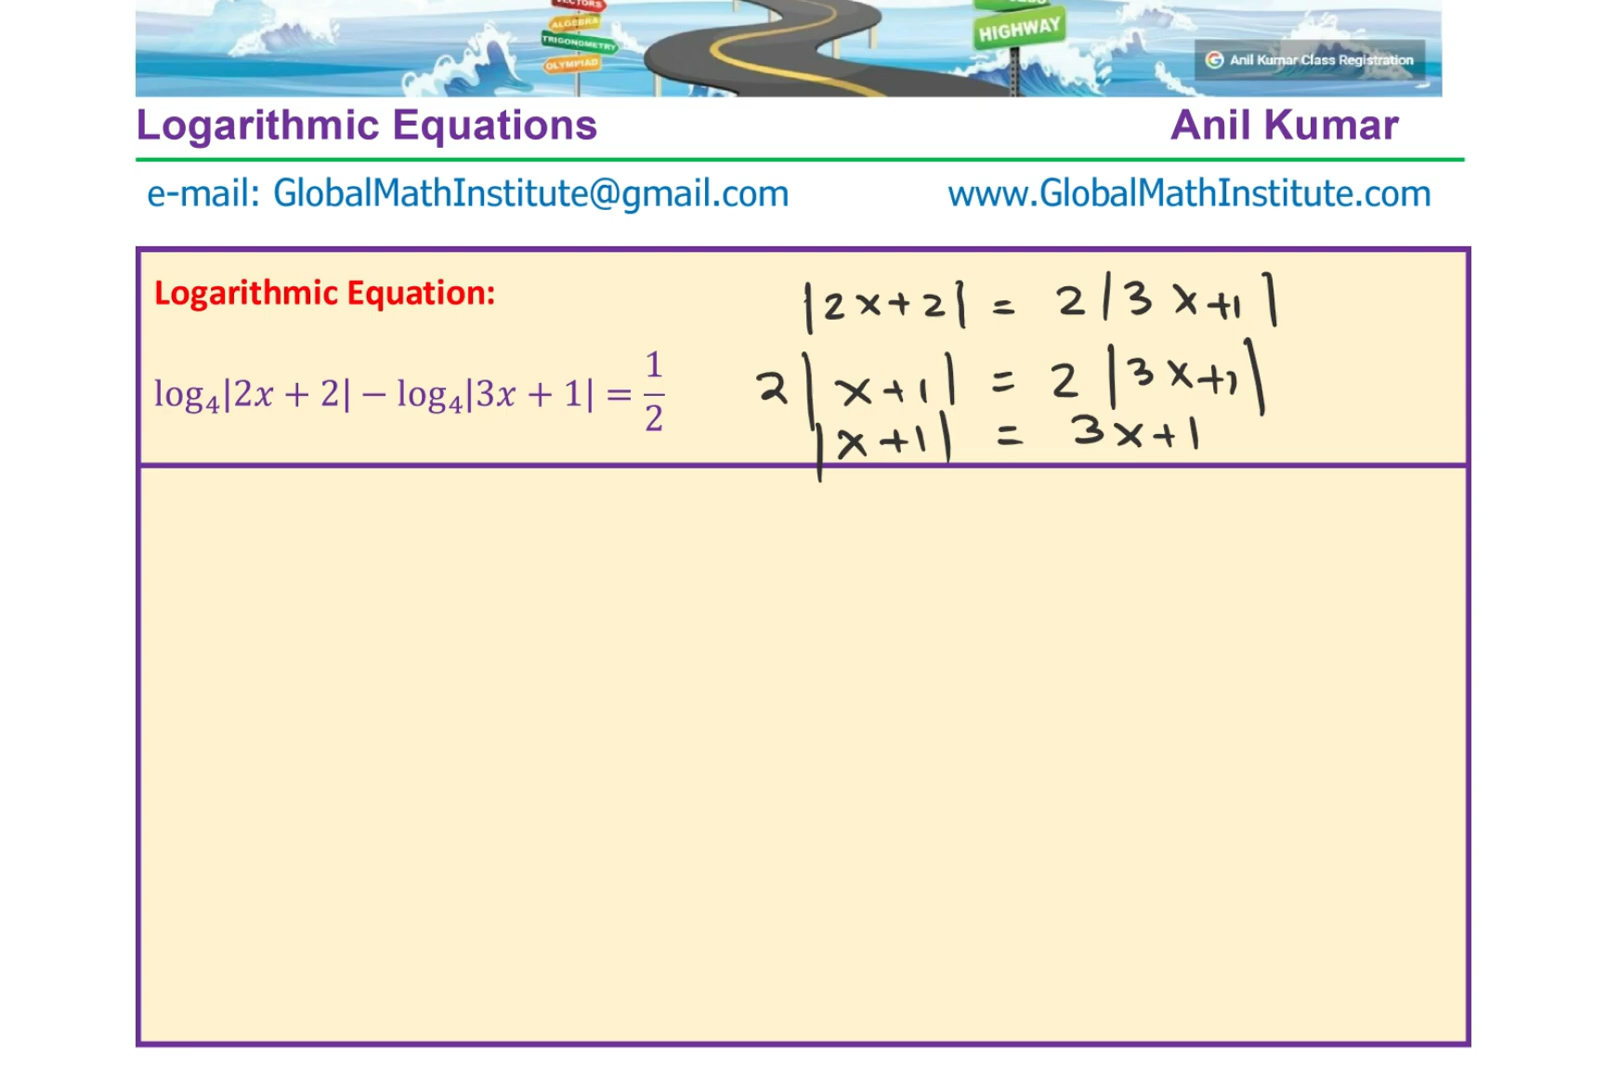 VECTORS
ALGEBRA
TRIGONOMETRY
OLYMPIAD
HIGHWAY
Anil Kumar Class Registration
Logarithmic Equations Anil Kumar
e-mail: GlobalMathInstitute@gmail.com www.GlobalMathInstitute.com
Logarithmic Equation:
log₄|2x + 2| − log₄|3x + 1| = 1/2
|2x+2| = 2|3x+1|
2|x+1| = 2|3x+1|
|x+1| = 3x+1